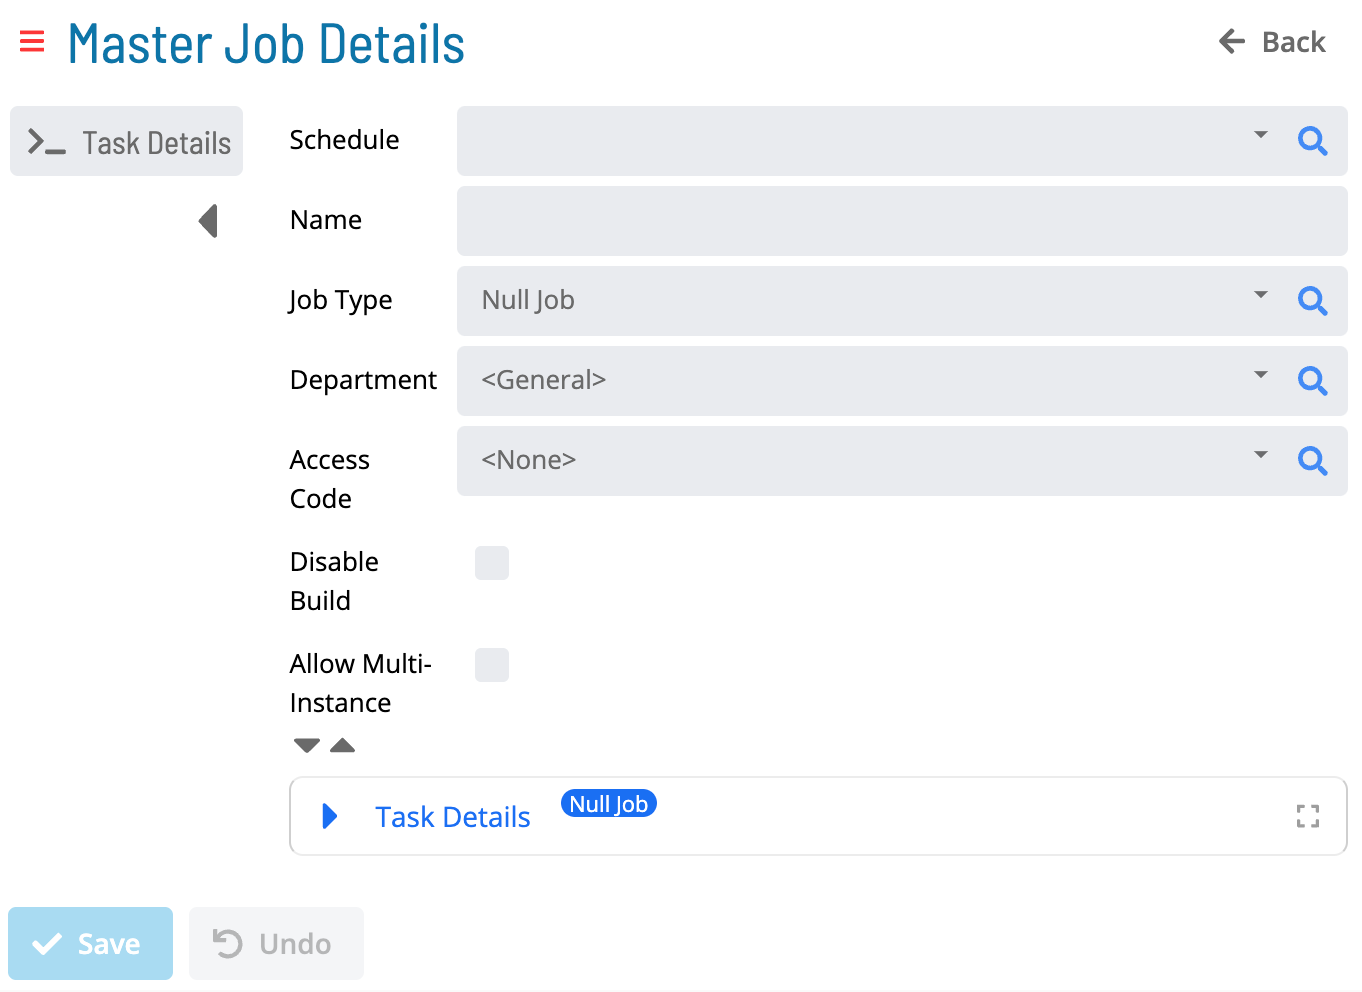 Master Job Details
Back
Task Details
Schedule
Name
Job Type
Null Job
Department
<General>
Access
Code
<None>
Disable
Build
Allow Multi-
Instance
Task Details
Null Job
Save
Undo